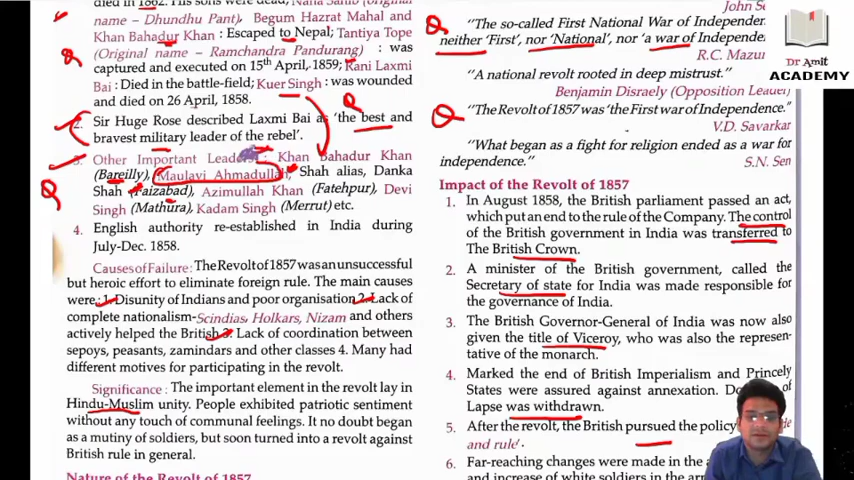 died in 1862. His sons were dead, Nana Sahib (Original
name – Dhundhu Pant), Begum Hazrat Mahal and
Khan Bahadur Khan : Escaped to Nepal; Tantiya Tope
(Original name – Ramchandra Pandurang) : was
captured and executed on 15th April, 1859; Rani Laxmi
Bai : Died in the battle-field; Kuer Singh : was wounded
and died on 26 April, 1858.
2. Sir Huge Rose described Laxmi Bai as 'the best and
bravest military leader of the rebel'.
3. Other Important Leaders : Khan Bahadur Khan
(Bareilly), Maulavi Ahmadullah, Shah alias, Danka
Shah (Faizabad), Azimullah Khan (Fatehpur), Devi
Singh (Mathura), Kadam Singh (Merrut) etc.
4. English authority re-established in India during
July-Dec. 1858.
Causes of Failure : The Revolt of 1857 was an unsuccessful
but heroic effort to eliminate foreign rule. The main causes
were : 1. Disunity of Indians and poor organisation 2. Lack of
complete nationalism- Scindias, Holkars, Nizam and others
actively helped the British 3. Lack of coordination between
sepoys, peasants, zamindars and other classes 4. Many had
different motives for participating in the revolt.
Significance : The important element in the revolt lay in
Hindu-Muslim unity. People exhibited patriotic sentiment
without any touch of communal feelings. It no doubt began
as a mutiny of soldiers, but soon turned into a revolt against
British rule in general.
Nature of the Revolt of 1857
"The so-called First National War of Independen
neither 'First', nor 'National', nor 'a war of Independen
R.C. Mazum
"A national revolt rooted in deep mistrust."
Benjamin Disraely (Opposition Leader)
"The Revolt of 1857 was 'the First war of Independence."
V.D. Savarkar
"What began as a fight for religion ended as a war of
independence."
S.N. Sen
Impact of the Revolt of 1857
1. In August 1858, the British parliament passed an act,
which put an end to the rule of the Company. The control
of the British government in India was transferred to
The British Crown.
2. A minister of the British government, called the
Secretary of state for India was made responsible for
the governance of India.
3. The British Governor-General of India was now also
given the title of Viceroy, who was also the represen-
tative of the monarch.
4. Marked the end of British Imperialism and Princely
States were assured against annexation. Do of
Lapse was withdrawn.
5. After the revolt, the British pursued the policy
and rule'.
6. Far-reaching changes were made in the a
and increase of white soldiers in the arm
Dr Amit
ACADEMY